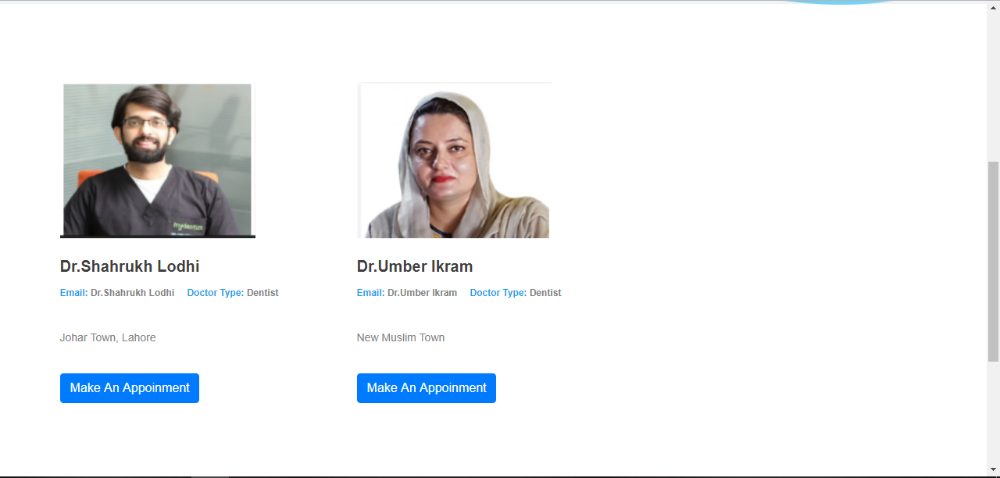 mydentist
Dr.Shahrukh Lodhi
Email: Dr.Shahrukh Lodhi Doctor Type: Dentist
Johar Town, Lahore
Make An Appoinment
Dr.Umber Ikram
Email: Dr.Umber Ikram Doctor Type: Dentist
New Muslim Town
Make An Appoinment